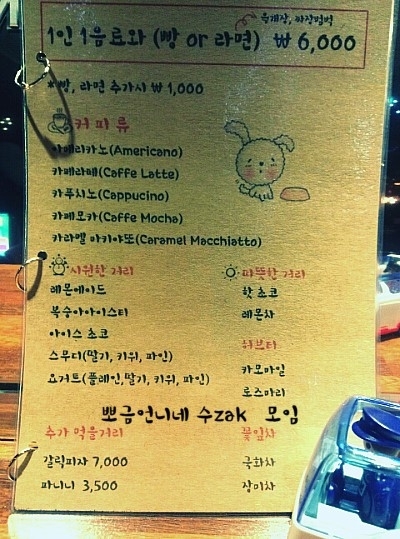 육개장, 짜장범벅
1인 1음료와 (빵 or 라면) ₩ 6,000
*빵, 라면 추가시 ₩ 1,000
커피류
아메리카노(Americano)
카페라떼(Caffe Latte)
카푸치노(Cappucino)
카페모카(Caffe Mocha)
카라멜 마키아또(Caramel Macchiatto)
시원한 거리
레몬에이드
복숭아아이스티
아이스 초코
스무디(딸기, 키위, 파인)
요거트(플레인,딸기, 키위, 파인)
따뜻한 거리
핫 초코
레몬차
허브티
카모마일
로즈마리
뽀글언니네 수zak 모임
추가 먹을거리
갈릭피자 7,000
파니니 3,500
꽃잎차
국화차
장미차